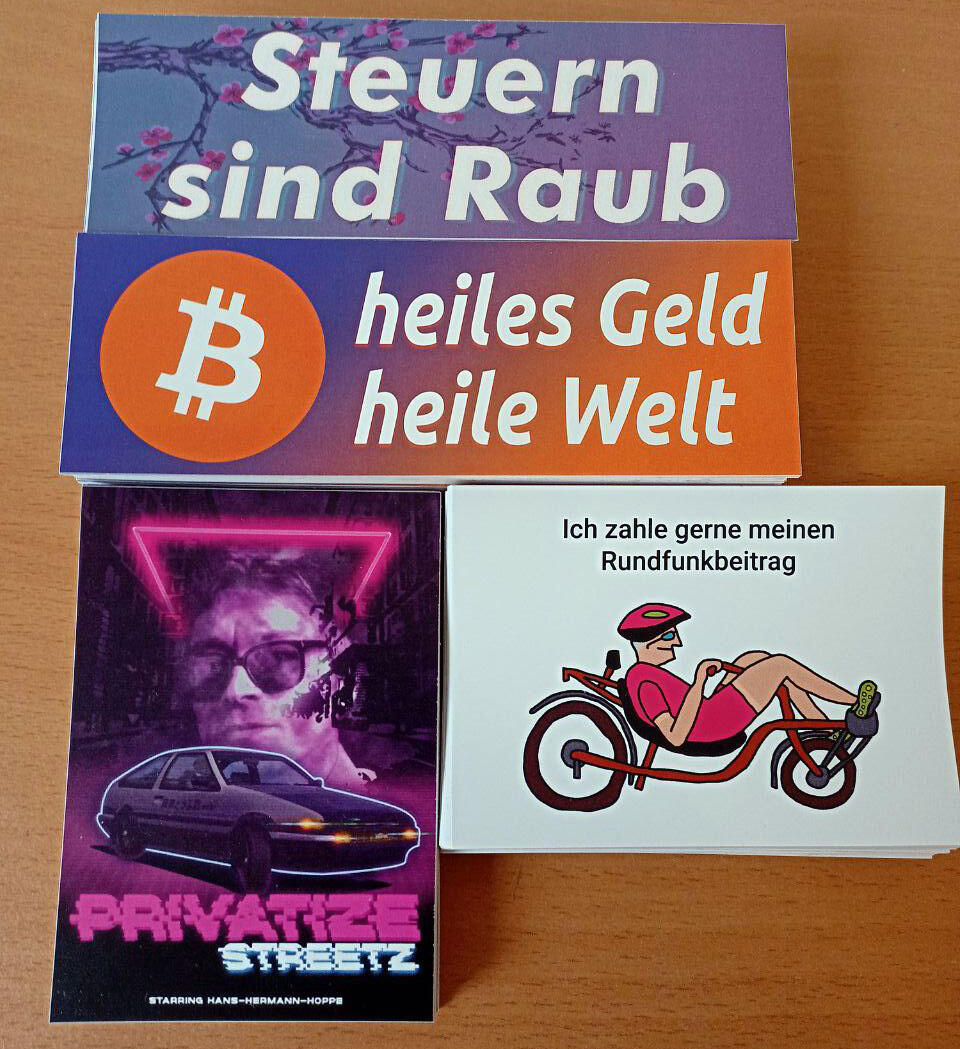 Steuern
sind Raub
heiles Geld
heile Welt
Ich zahle gerne meinen
Rundfunkbeitrag
PRIVATIZE
STREETZ
STARRING HANS-HERMANN-HOPPE